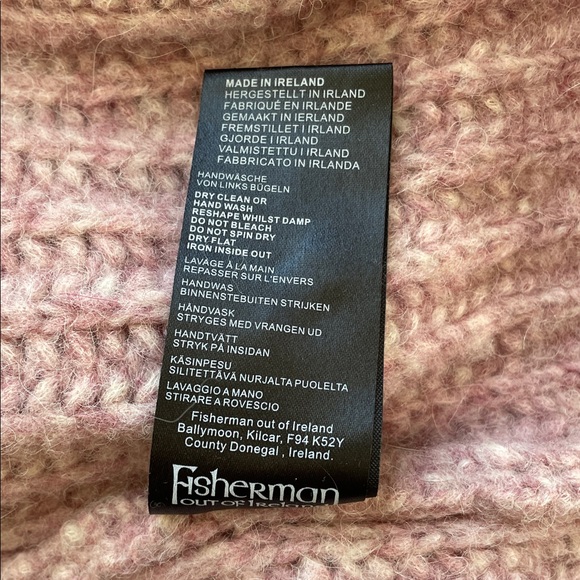 MADE IN IRELAND
HERGESTELLT IN IRLAND
FABRIQUÉ EN IRLANDE
GEMAAKT IN IERLAND
FREMSTILLET I IRLAND
GJORDE I IRLAND
VALMISTETTU I IRLAND
FABBRICATO IN IRLANDA
HANDWÄSCHE
VON LINKS BÜGELN
DRY CLEAN OR
HAND WASH
RESHAPE WHILST DAMP
DO NOT BLEACH
DO NOT SPIN DRY
DRY FLAT
IRON INSIDE OUT
LAVAGE À LA MAIN
REPASSER SUR L'ENVERS
HANDWAS
BINNENSTEBUITEN STRIJKEN
HÅNDVASK
STRYGES MED VRANGEN UD
HANDTVÄTT
STRYK PÅ INSIDAN
KÄSINPESU
SILITETTÄVÄ NURJALTA PUOLELTA
LAVAGGIO A MANO
STIRARE A ROVESCIO
Fisherman out of Ireland
Ballymoon, Kilcar, F94 K52Y
County Donegal , Ireland.
Fisherman
OUT OF IRELAND